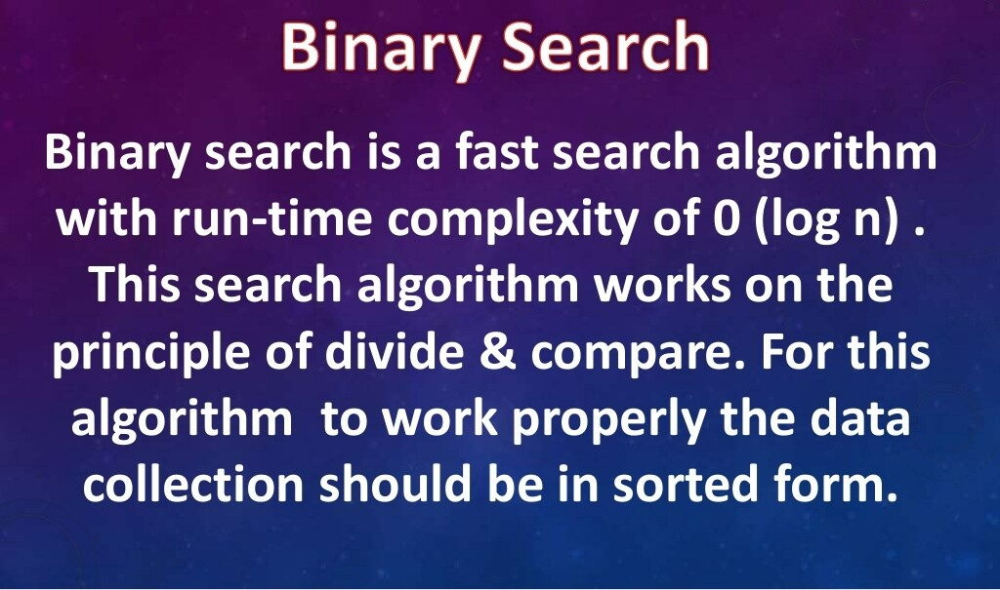 Binary Search
Binary search is a fast search algorithm
with run-time complexity of 0 (log n) .
This search algorithm works on the
principle of divide & compare. For this
algorithm  to work properly the data
collection should be in sorted form.